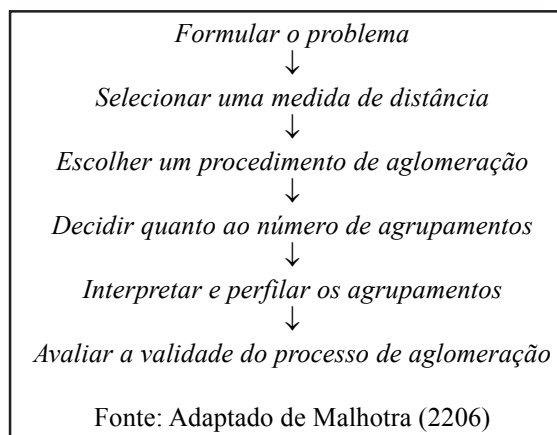 Formular o problema
↓
Selecionar uma medida de distância
↓
Escolher um procedimento de aglomeração
↓
Decidir quanto ao número de agrupamentos
↓
Interpretar e perfilar os agrupamentos
↓
Avaliar a validade do processo de aglomeração
Fonte: Adaptado de Malhotra (2206)